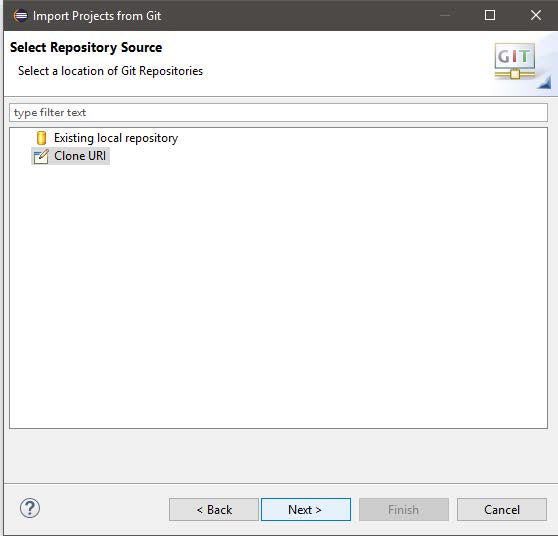 Import Projects from Git
Select Repository Source
Select a location of Git Repositories
GIT
type filter text
Existing local repository
Clone URI
?
< Back
Next >
Finish
Cancel